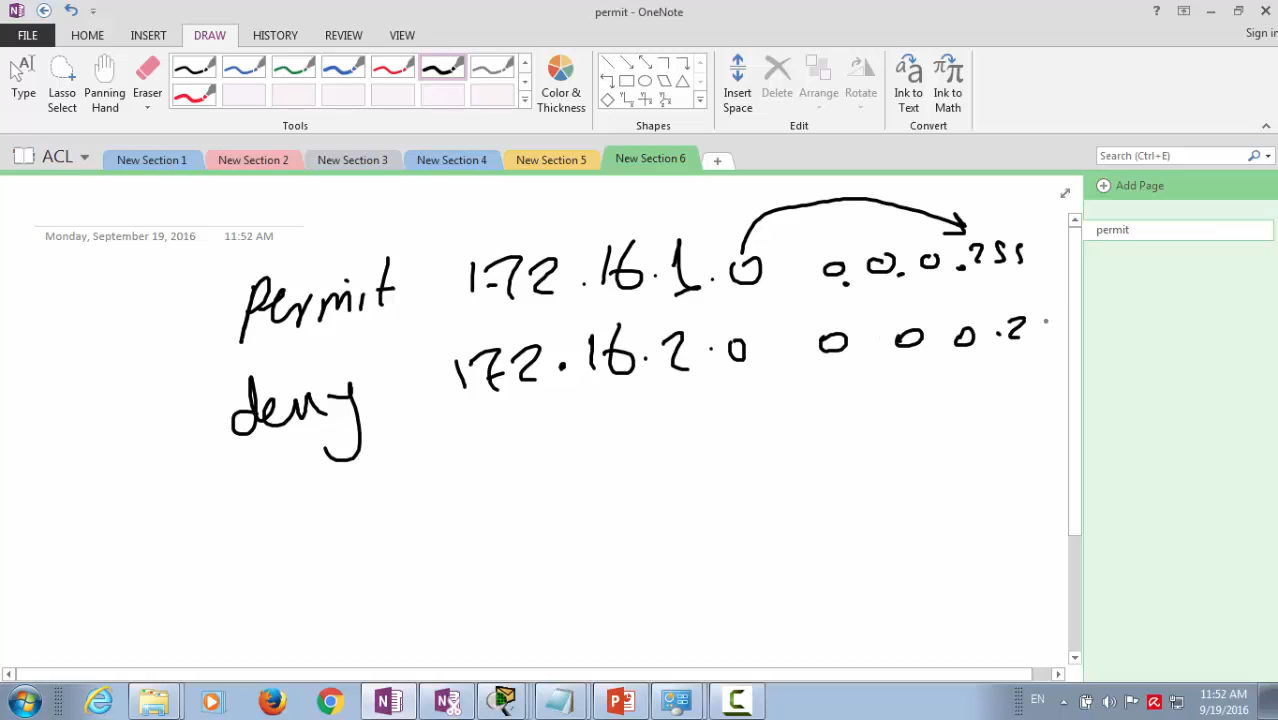 permit - OneNote
?
FILE HOME INSERT DRAW HISTORY REVIEW VIEW
Sign in
Type Lasso Select Panning Hand Eraser Color & Thickness Insert Space Delete Arrange Rotate Ink to Text Ink to Math
Tools Shapes Edit Convert
ACL New Section 1 New Section 2 New Section 3 New Section 4 New Section 5 New Section 6 +
Search (Ctrl+E)
Add Page
permit
Monday, September 19, 2016 11:52 AM
permit 172.16.1.0 0.0.0.255
172.16.2.0 0 0 0.2
deny
EN
11:52 AM
9/19/2016